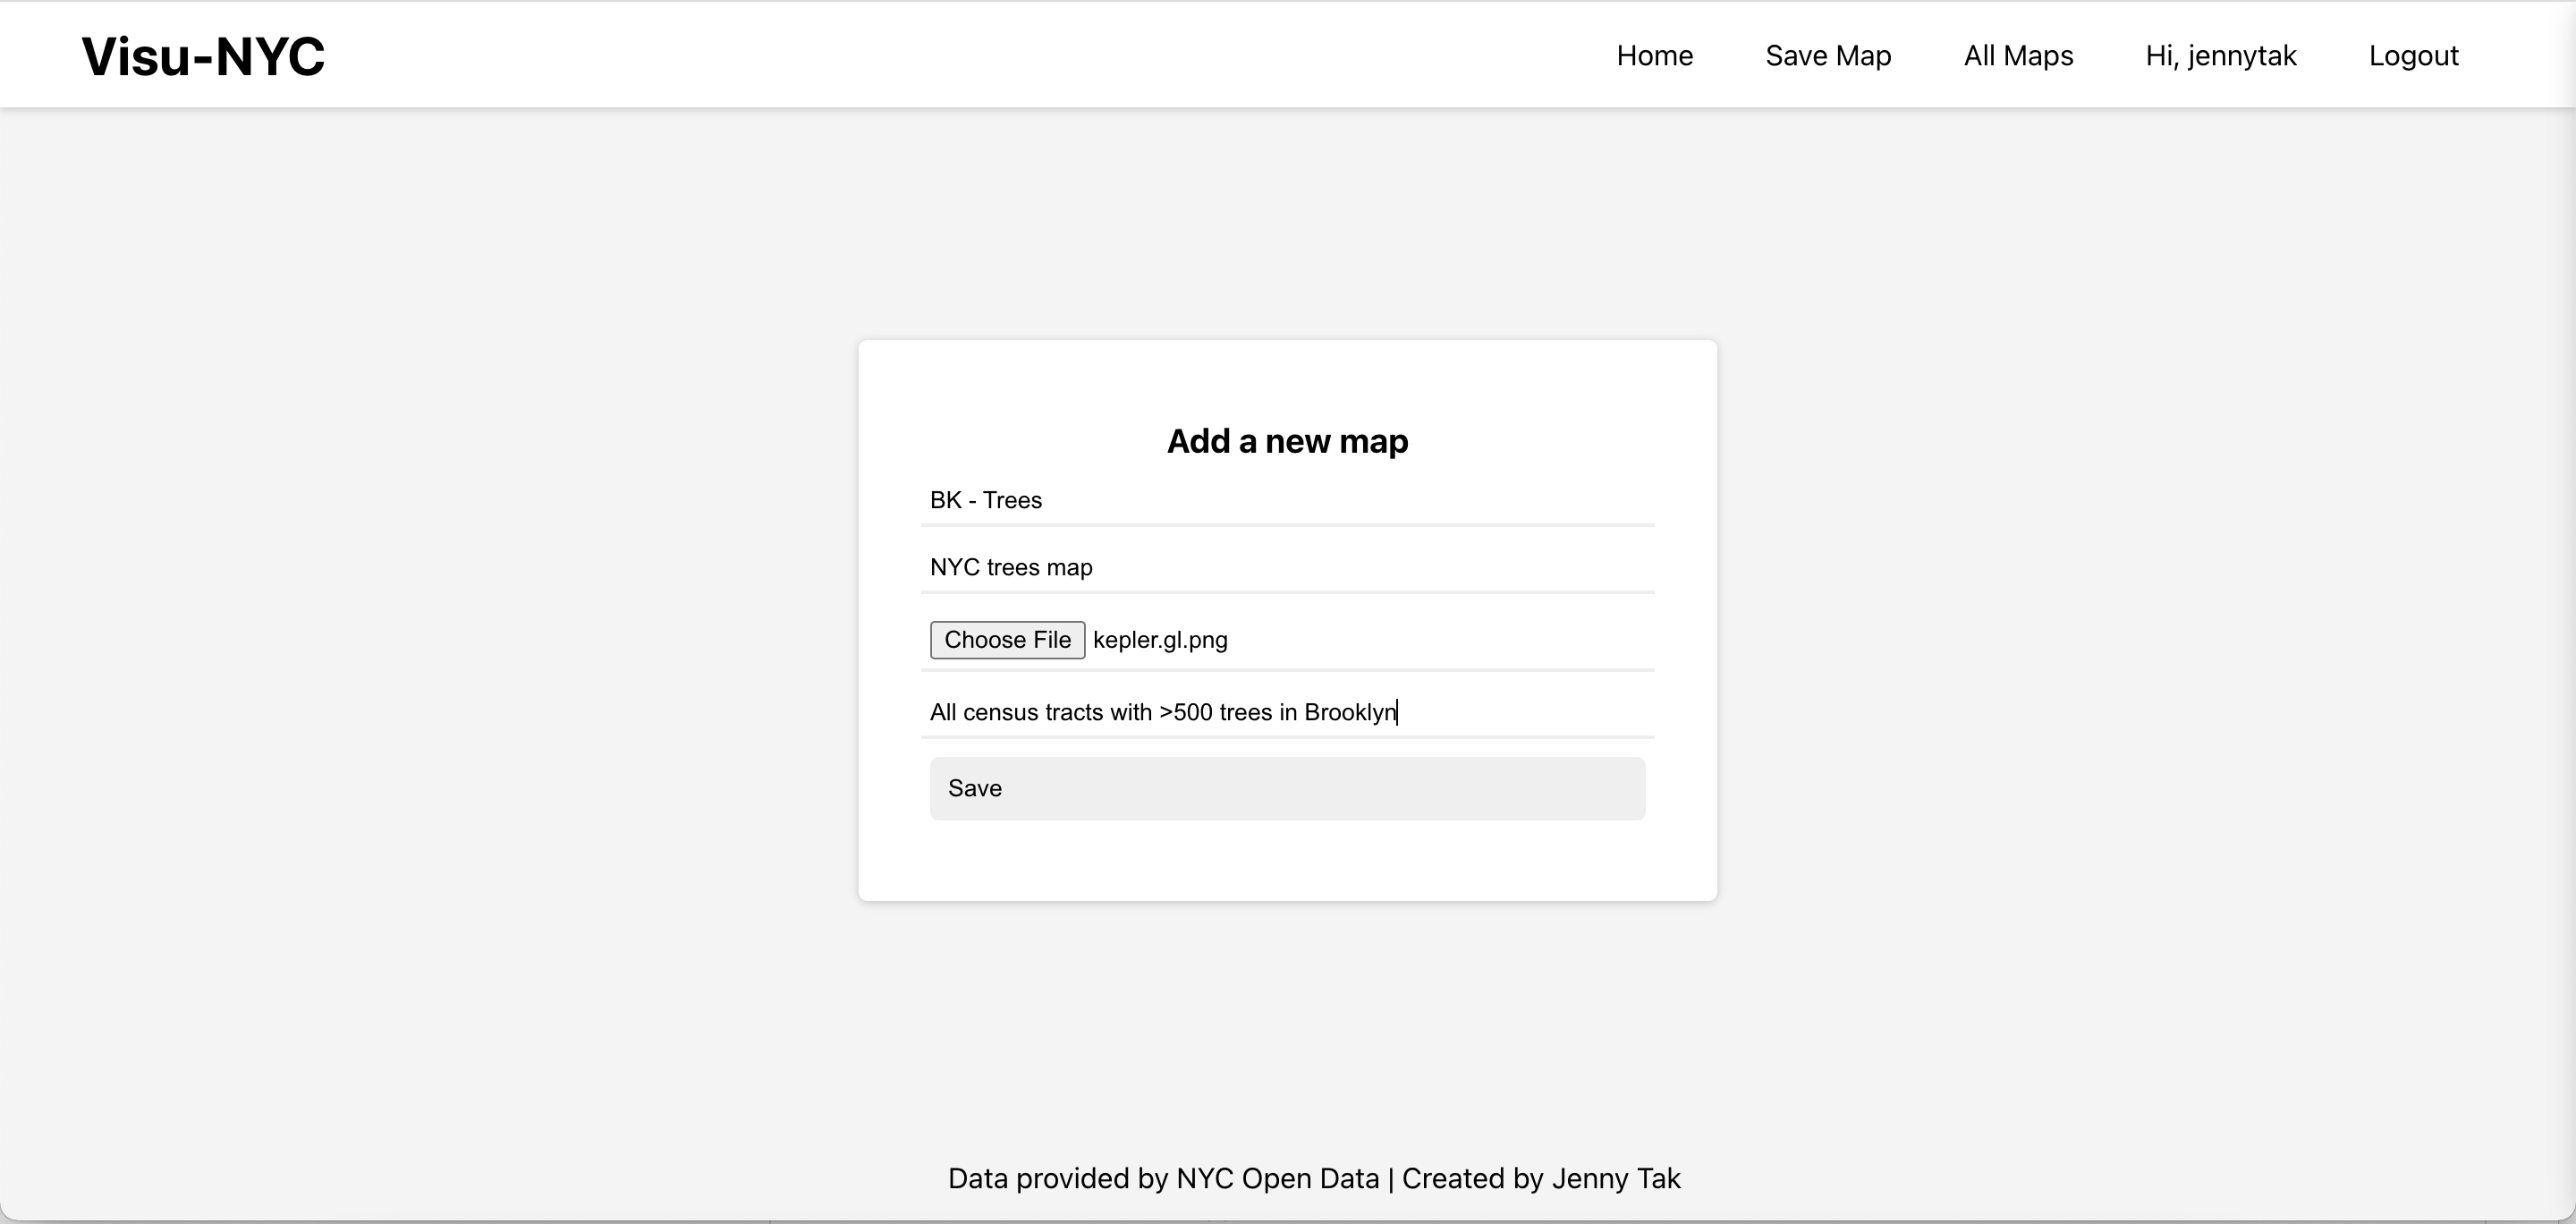 Visu-NYC
Home Save Map All Maps Hi, jennytak Logout
Add a new map
BK - Trees
NYC trees map
Choose File kepler.gl.png
All census tracts with >500 trees in Brooklyn
Save
Data provided by NYC Open Data | Created by Jenny Tak